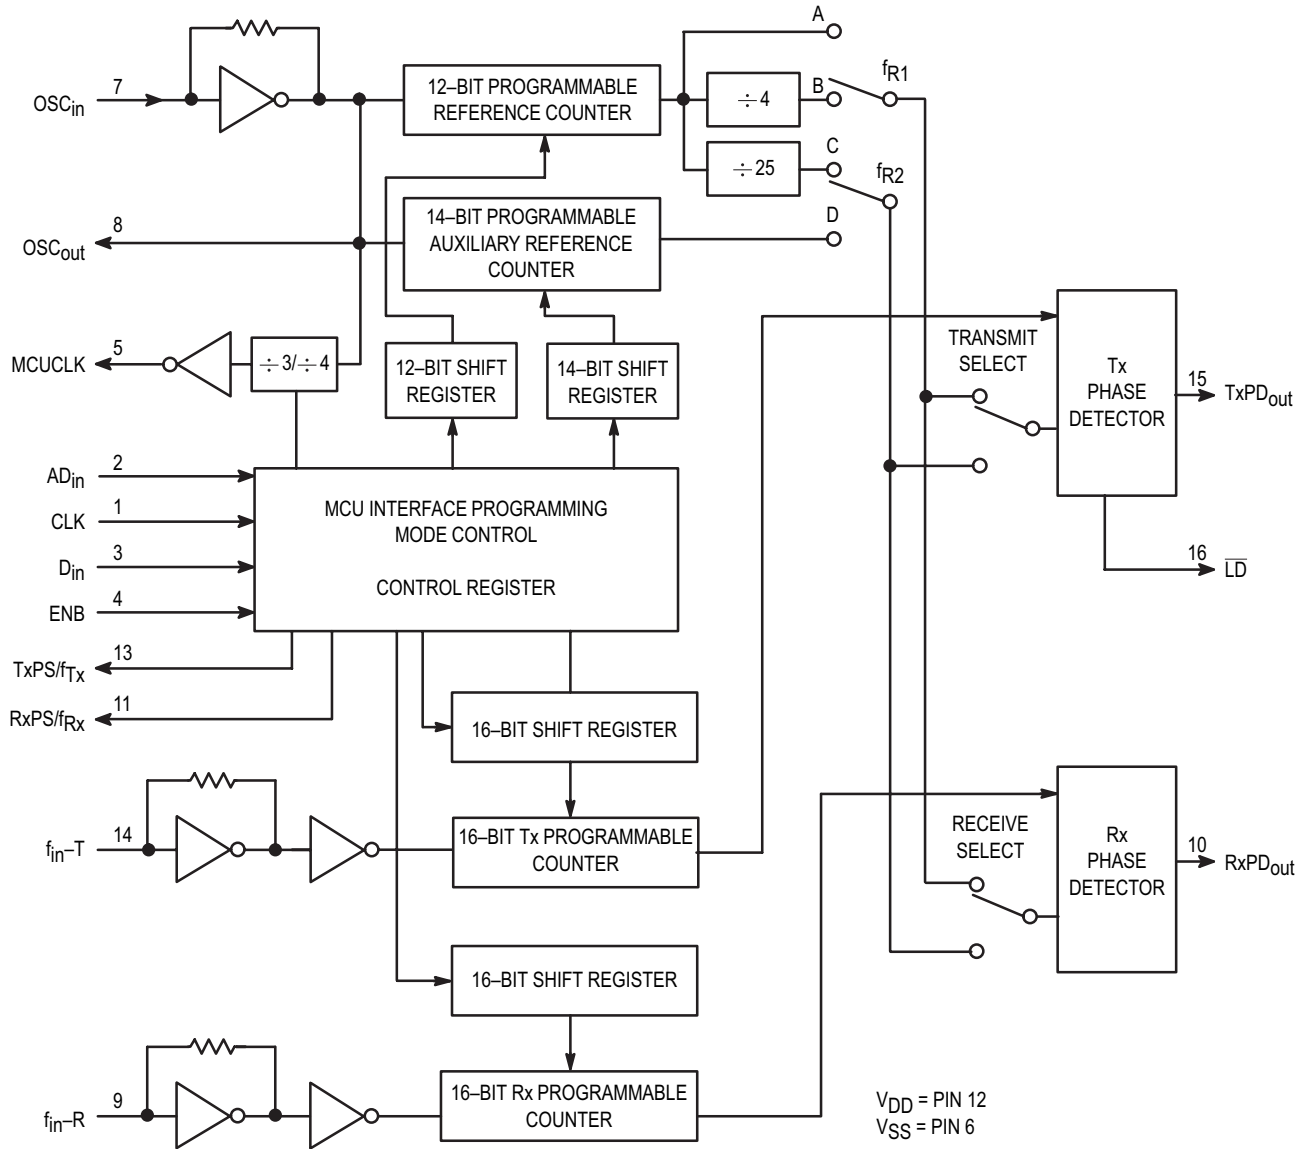 A
7
OSCin
12–BIT PROGRAMMABLE
REFERENCE COUNTER
÷ 4
B
fR1
÷ 25
C
fR2
8
OSCout
14–BIT PROGRAMMABLE
AUXILIARY REFERENCE
COUNTER
D
5
MCUCLK
÷ 3/÷ 4
12–BIT SHIFT
REGISTER
14–BIT SHIFT
REGISTER
TRANSMIT
SELECT
Tx
PHASE
DETECTOR
15
TxPDout
2
ADin
1
CLK
3
Din
4
ENB
MCU INTERFACE PROGRAMMING
MODE CONTROL
CONTROL REGISTER
16
LD
13
TxPS/fTx
11
RxPS/fRx
16–BIT SHIFT REGISTER
14
fin–T
16–BIT Tx PROGRAMMABLE
COUNTER
RECEIVE
SELECT
Rx
PHASE
DETECTOR
10
RxPDout
16–BIT SHIFT REGISTER
9
fin–R
16–BIT Rx PROGRAMMABLE
COUNTER
VDD = PIN 12
VSS = PIN 6